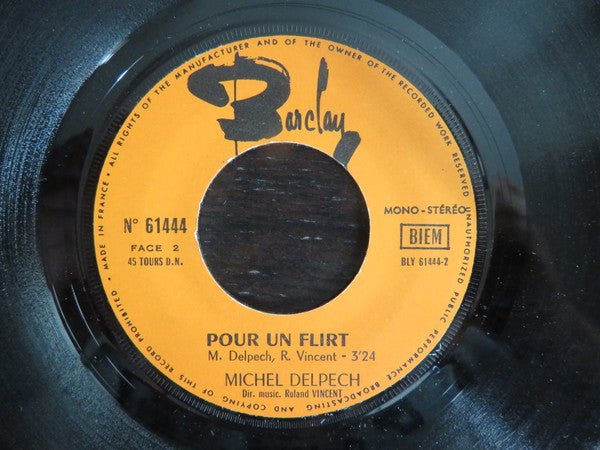 • ALL RIGHTS OF THE MANUFACTURER AND OF THE OWNER OF THE RECORDED WORK RESERVED UNAUTHORIZED PUBLIC PERFORMANCE BROADCASTING AND COPYING OF THIS RECORD PROHIBITED • MADE IN FRANCE
Barclay
N° 61444
FACE 2
45 TOURS D.N.
MONO - STÉRÉO
BIEM
BLY 61444-2
POUR UN FLIRT
M. Delpech, R. Vincent - 3'24
MICHEL DELPECH
Dir. music. Roland VINCENT